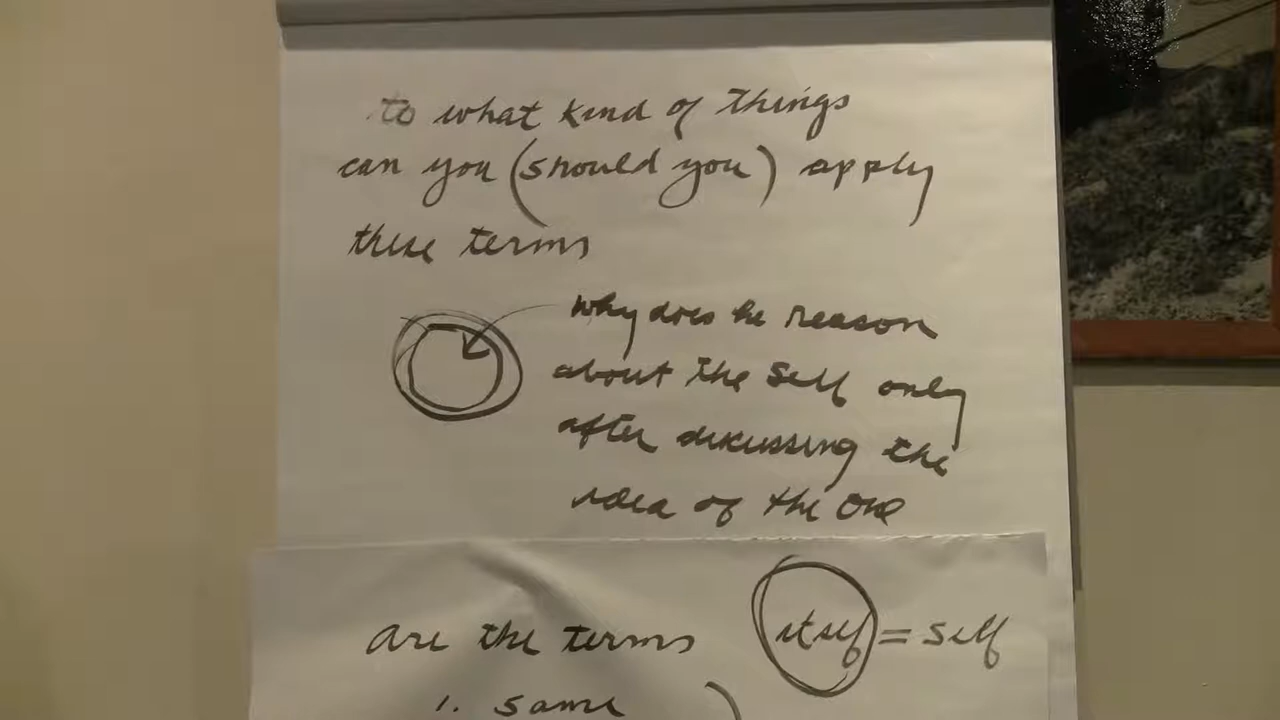 to what kind of things
can you (should you) apply
these terms
why does he reason
about the self only
after discussing the
idea of the one
are the terms
itself = self
1. same